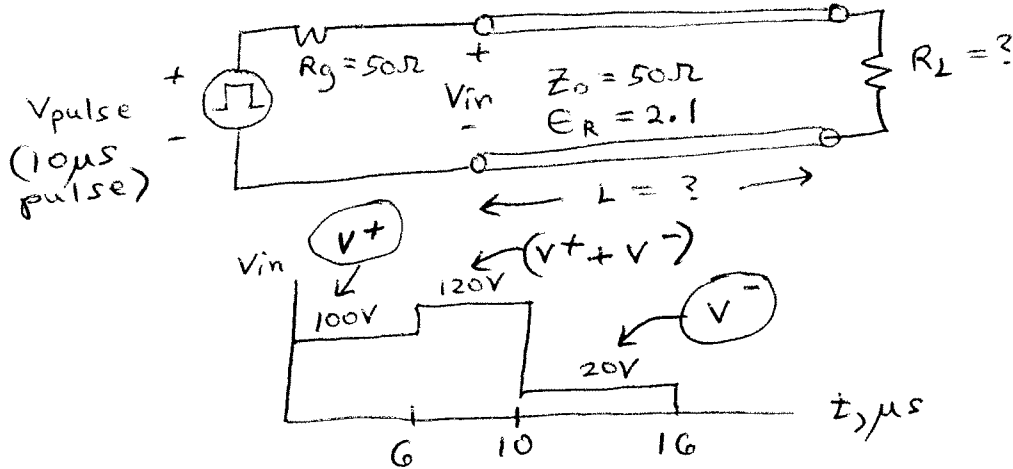 Rg = 50Ω
+
Vpulse
-
(10μs
pulse)
+
Vin
-
Z₀ = 50Ω
ϵR = 2.1
RL = ?
L = ?
V+
(V+ + V-)
V-
Vin
100V
120V
20V
6
10
16
t, μs